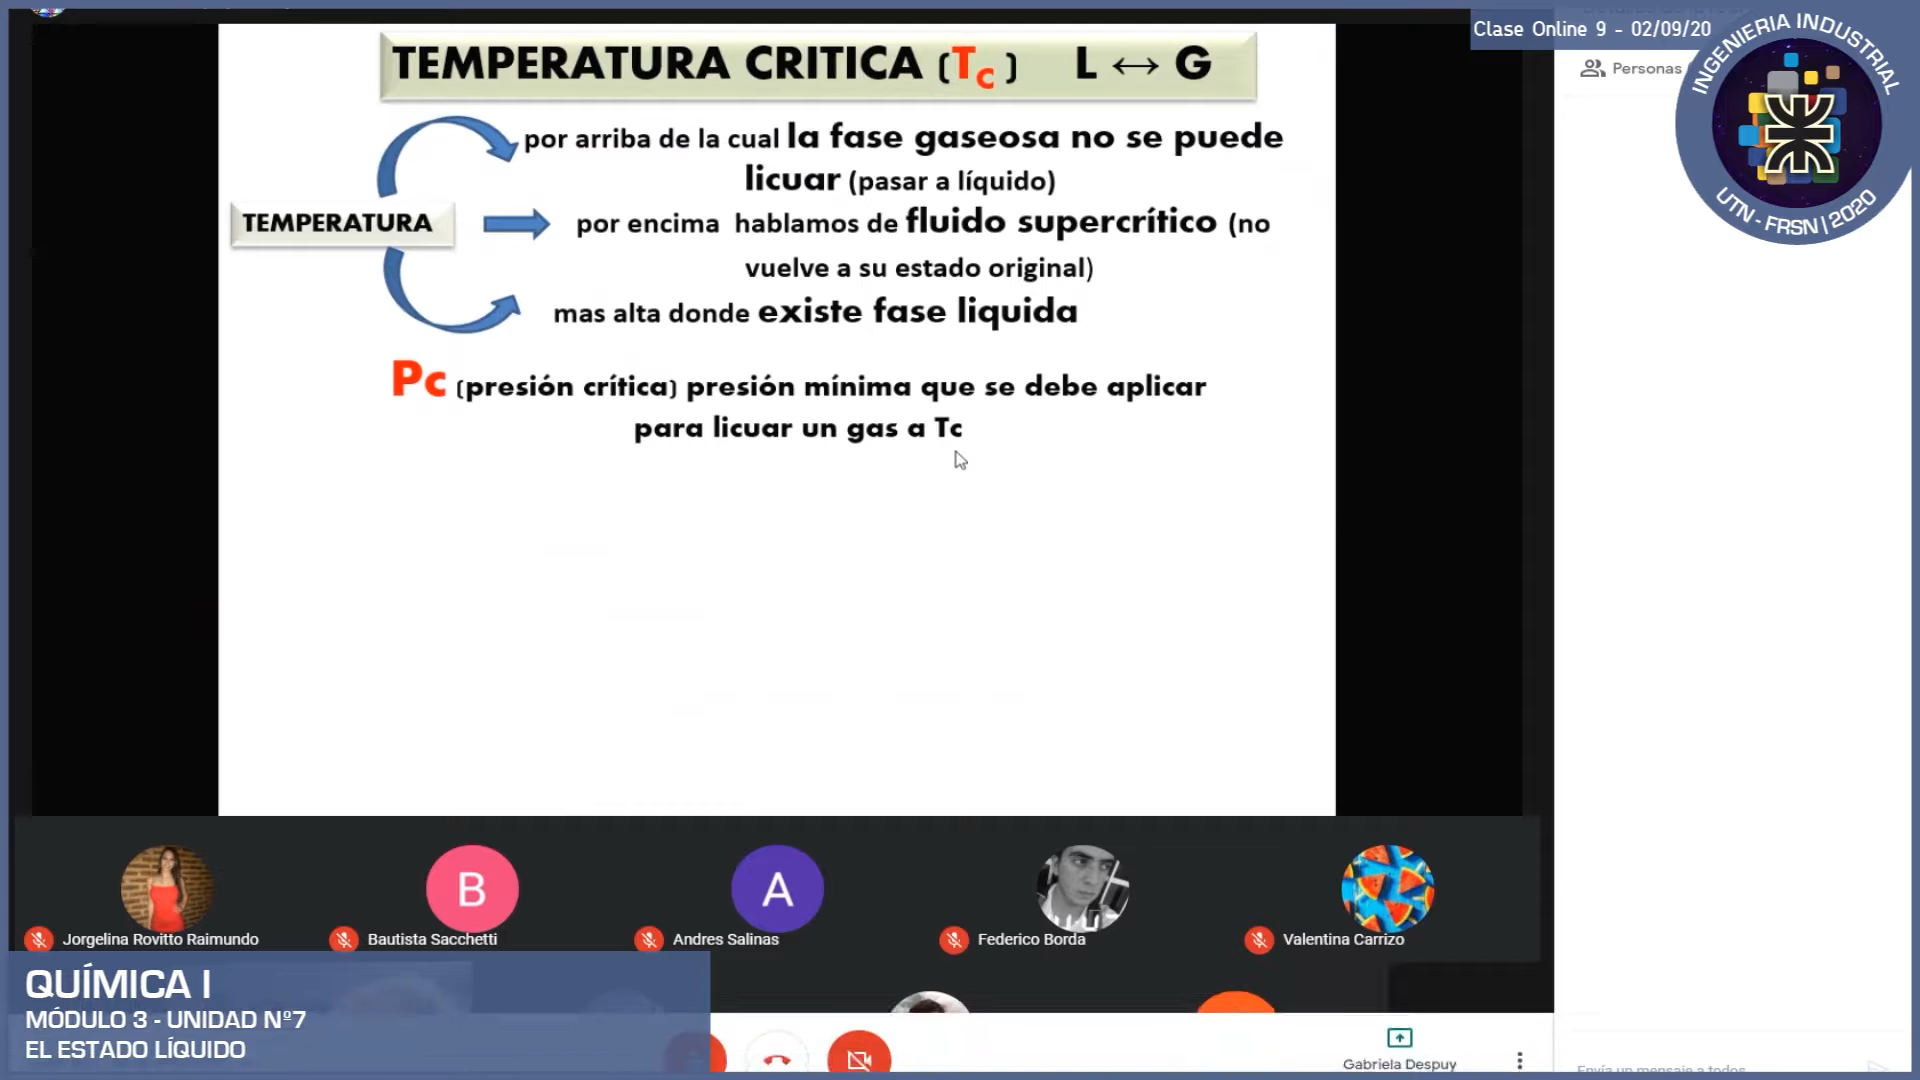 Clase Online 9 - 02/09/20
INGENIERIA INDUSTRIAL
UTN - FRSN | 2020
Personas
TEMPERATURA CRITICA (Tc) L ↔ G
por arriba de la cual la fase gaseosa no se puede
licuar (pasar a líquido)
TEMPERATURA
por encima hablamos de fluido supercrítico (no
vuelve a su estado original)
mas alta donde existe fase liquida
Pc (presión crítica) presión mínima que se debe aplicar
para licuar un gas a Tc
B
A
Jorgelina Rovitto Raimundo
Bautista Sacchetti
Andres Salinas
Federico Borda
Valentina Carrizo
QUÍMICA I
MÓDULO 3 - UNIDAD Nº7
EL ESTADO LÍQUIDO
Gabriela Despuy
Envía un mensaje a todos